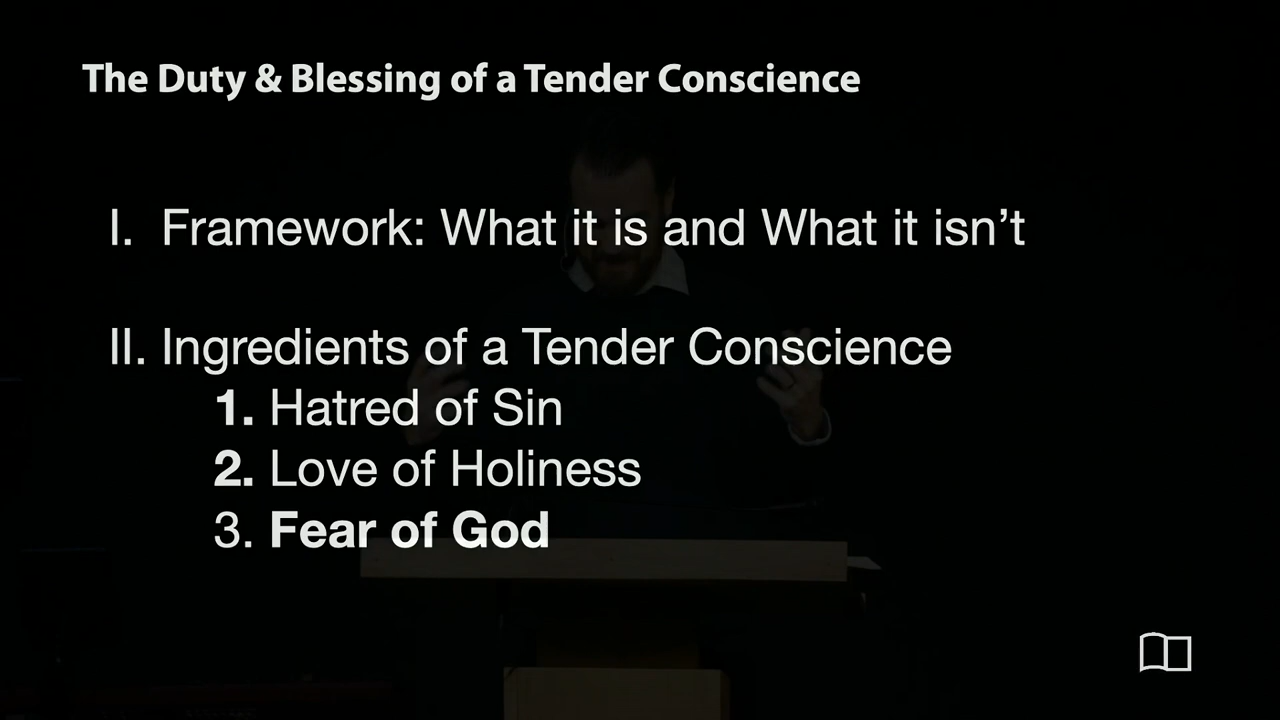 The Duty & Blessing of a Tender Conscience
I. Framework: What it is and What it isn’t
II. Ingredients of a Tender Conscience
1. Hatred of Sin
2. Love of Holiness
3. Fear of God